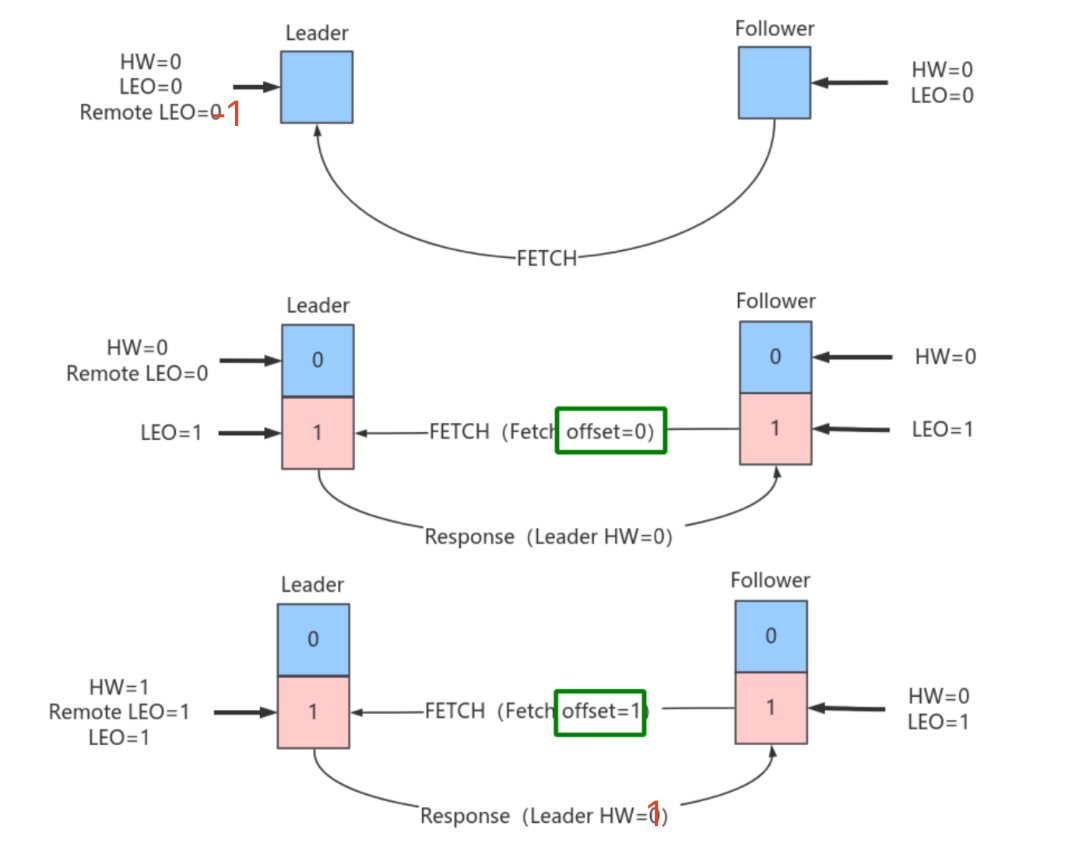 Leader
Follower
HW=0
LEO=0
Remote LEO=0
-1
HW=0
LEO=0
FETCH
Leader
Follower
HW=0
Remote LEO=0
0
0
HW=0
LEO=1
1
FETCH（Fetch offset=0)
1
LEO=1
Response（Leader HW=0）
Leader
Follower
0
0
HW=1
Remote LEO=1
LEO=1
1
FETCH（Fetch offset=1)
1
HW=0
LEO=1
Response（Leader HW=0）
1